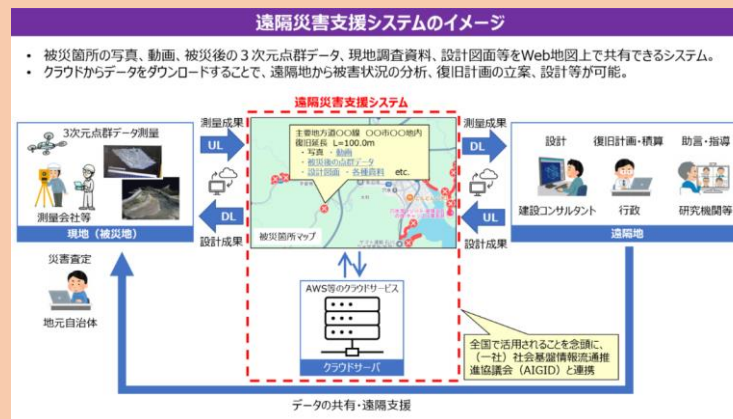 遠隔災害支援システムのイメージ
・ 被災箇所の写真、動画、被災後の３次元点群データ、現地調査資料、設計図面等をWeb地図上で共有できるシステム。
・ クラウドからデータをダウンロードすることで、遠隔地から被害状況の分析、復旧計画の立案、設計等が可能。
遠隔災害支援システム
3次元点群データ測量
測量会社等
現地（被災地）
測量成果
UL
DL
設計成果
主要地方道〇〇線 〇〇市〇〇地内
復旧延長 L=100.0m
・写真 ・動画
・被災後の点群データ
・設計図面 ・各種資料 etc.
被災箇所マップ
測量成果
DL
UL
設計成果
設計 復旧計画・積算 助言・指導
建設コンサルタント 行政 研究機関等
遠隔地
災害査定
地元自治体
AWS等のクラウドサービス
クラウドサーバ
全国で活用されることを念頭に、
（一社）社会基盤情報流通推
進協議会（AIGID）と連携
データの共有・遠隔支援